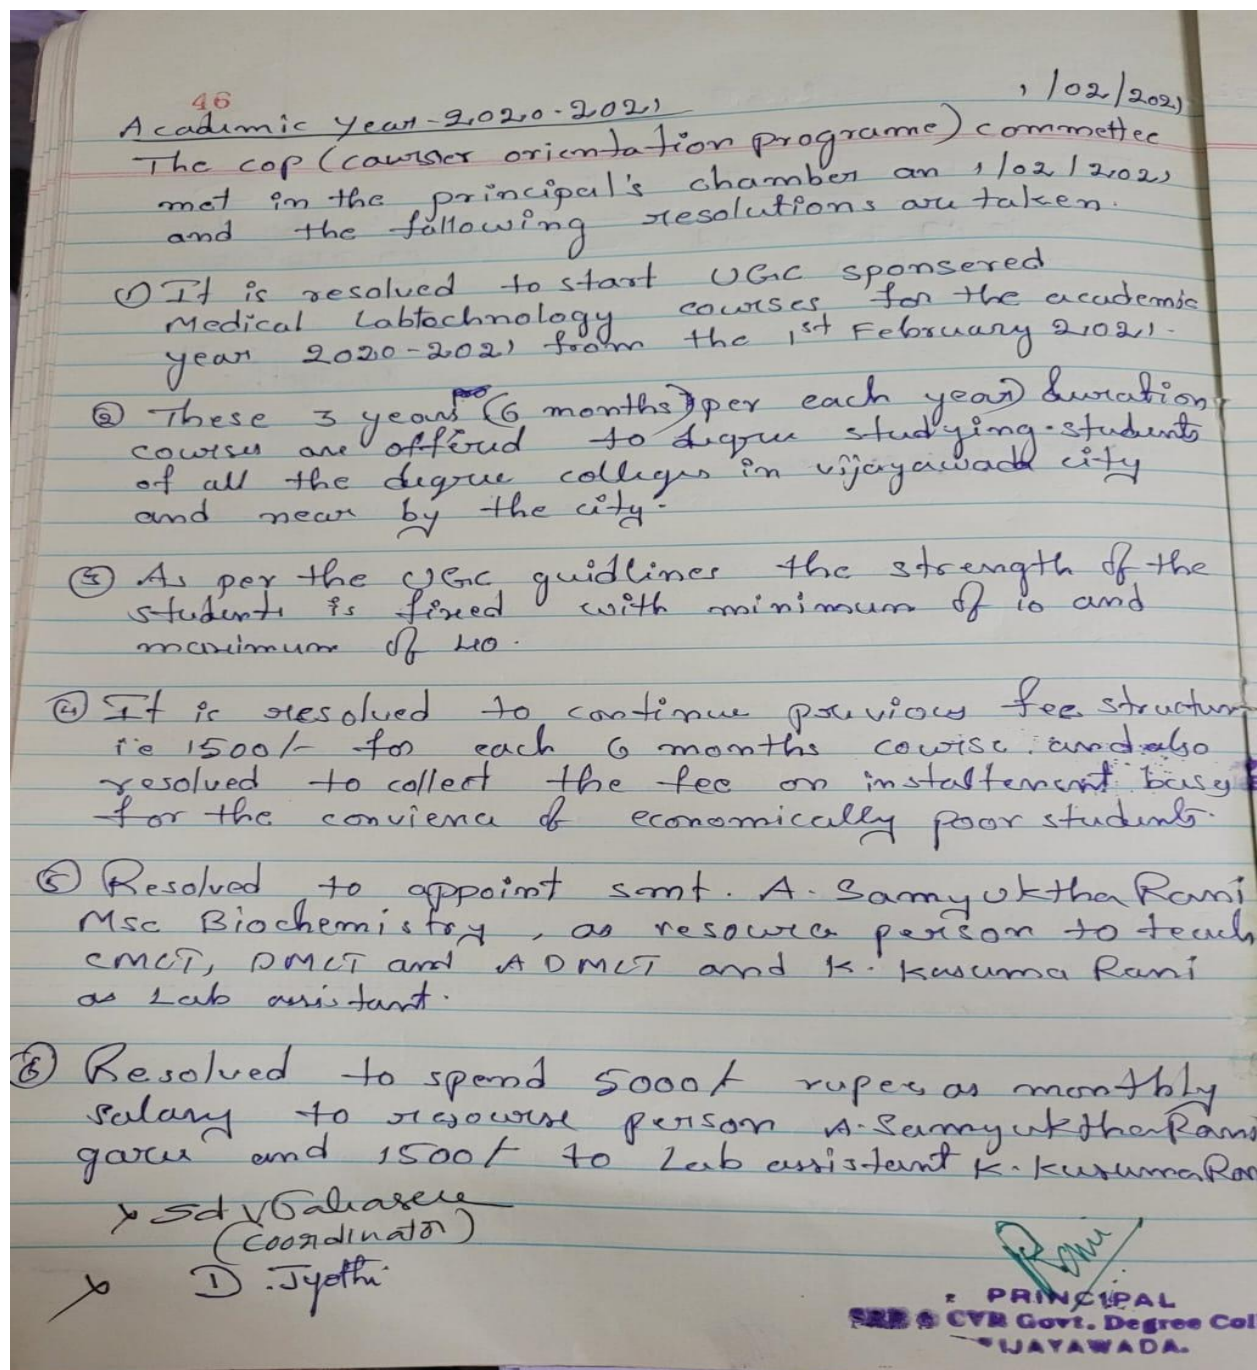 46
1/02/2021
Academic year-2020-2021
The cop (courser orientation programe) commettee
met in the principal's chamber an 1/02/2021
and the following resolutions are taken.
① It is resolved to start UGC sponsered
Medical Labtechnology courses for the academic
year 2020-2021 from the 1st February 2021.
② These 3 years (6 months) per each year) duration
courses are offered to degree studying students
of all the degree colleges in vijayawada city
and near by the city.
③ As per the UGC guidlines the strength of the
students is fixed with minimum of 10 and
maximum of 40.
④ It is resolved to continue previous fee structure
i'e 1500/- for each 6 months course. and also
resolved to collect the fee on installtement basys
for the conviena of economically poor students.
⑤ Resolved to appoint smt. A. Samyuktha Rani
Msc Biochemistry, as resource person to teach
CMLT, DMLT and ADMLT and K. Kusuma Rani
as Lab assistant.
⑥ Resolved to spend 5000/- rupes as monthly
salary to resourse person A. Samyuktha Rani
garu and 1500/- to Lab assistant K. Kusuma Ran
(Coordinator)
D. Jyothi
Rani
PRINCIPAL
CVR Govt. Degree Col
VIJAYAWADA.